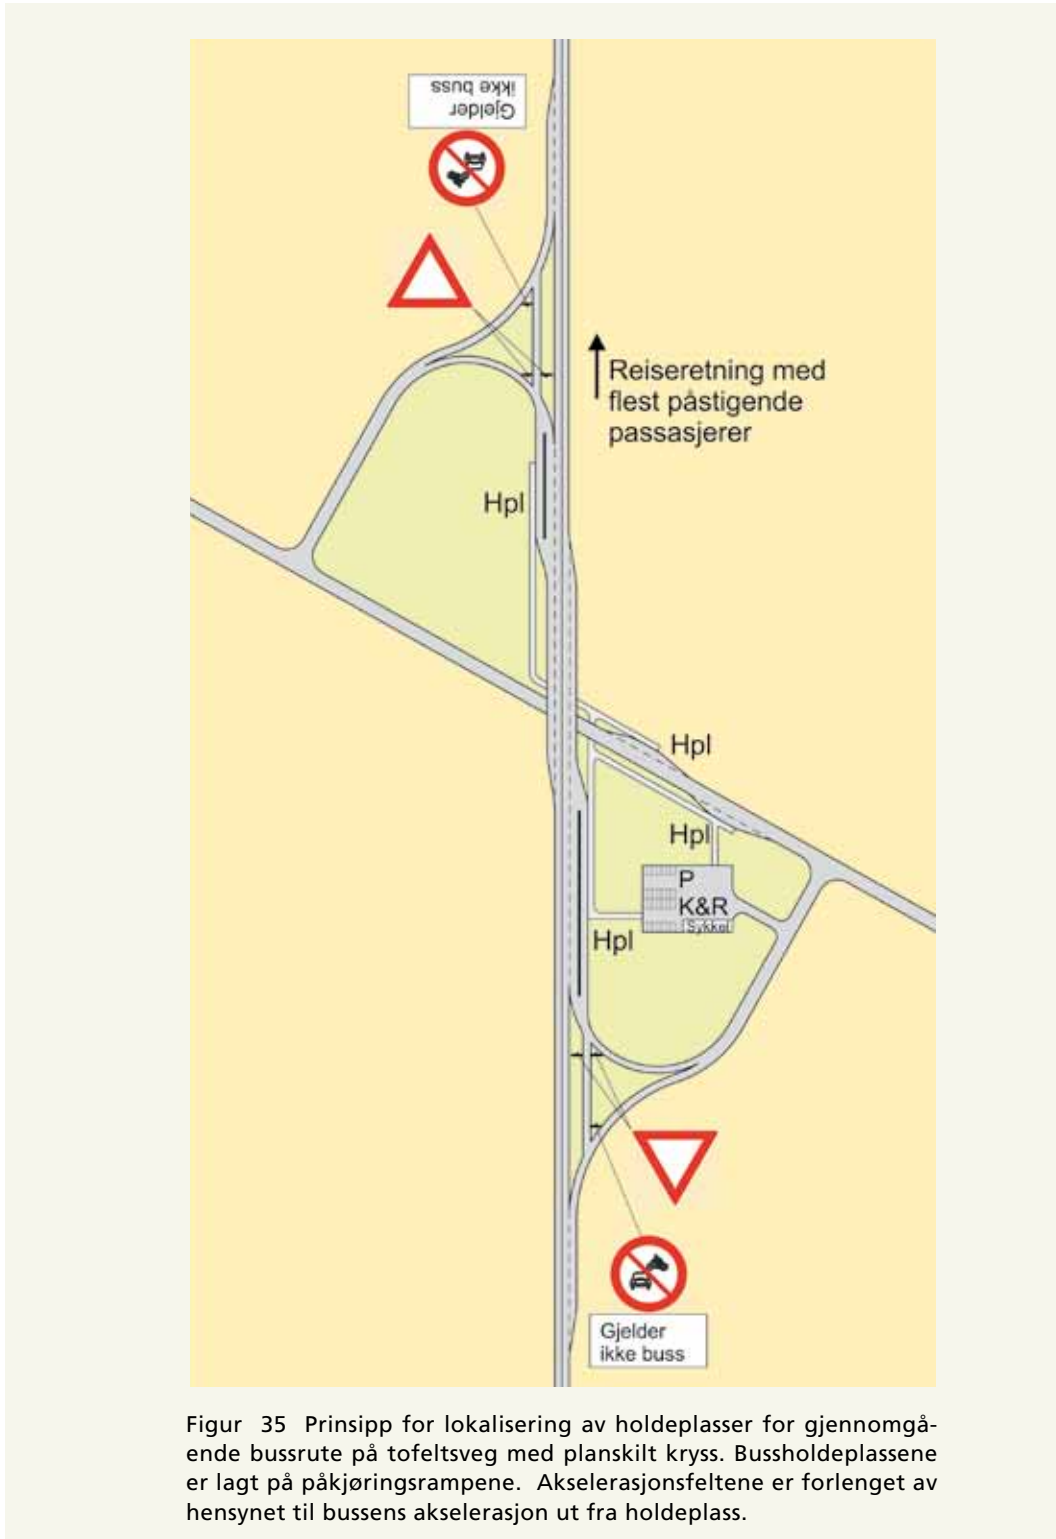 Gjelder
ikke buss
Reiseretning med
flest påstigende
passasjerer
Hpl
Hpl
Hpl
P
K&R
Sykkel
Hpl
Gjelder
ikke buss
Figur 35 Prinsipp for lokalisering av holdeplasser for gjennomgå-
ende bussrute på tofeltsveg med planskilt kryss. Bussholdeplassene
er lagt på påkjøringsrampene. Akselerasjonsfeltene er forlenget av
hensynet til bussens akselerasjon ut fra holdeplass.